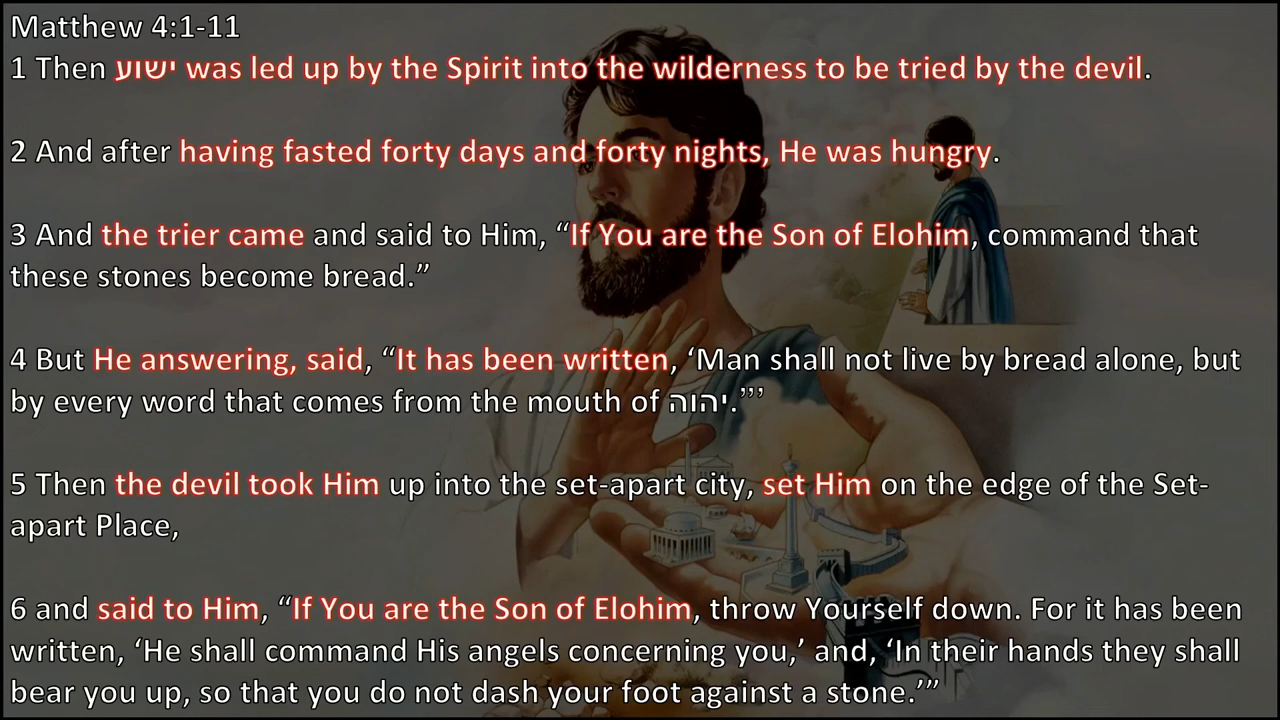 Matthew 4:1-11
1 Then ישוע was led up by the Spirit into the wilderness to be tried by the devil.
2 And after having fasted forty days and forty nights, He was hungry.
3 And the trier came and said to Him, “If You are the Son of Elohim, command that
these stones become bread.”
4 But He answering, said, “It has been written, ‘Man shall not live by bread alone, but
by every word that comes from the mouth of יהוה.’”’
5 Then the devil took Him up into the set-apart city, set Him on the edge of the Set-
apart Place,
6 and said to Him, “If You are the Son of Elohim, throw Yourself down. For it has been
written, ‘He shall command His angels concerning you,’ and, ‘In their hands they shall
bear you up, so that you do not dash your foot against a stone.’”